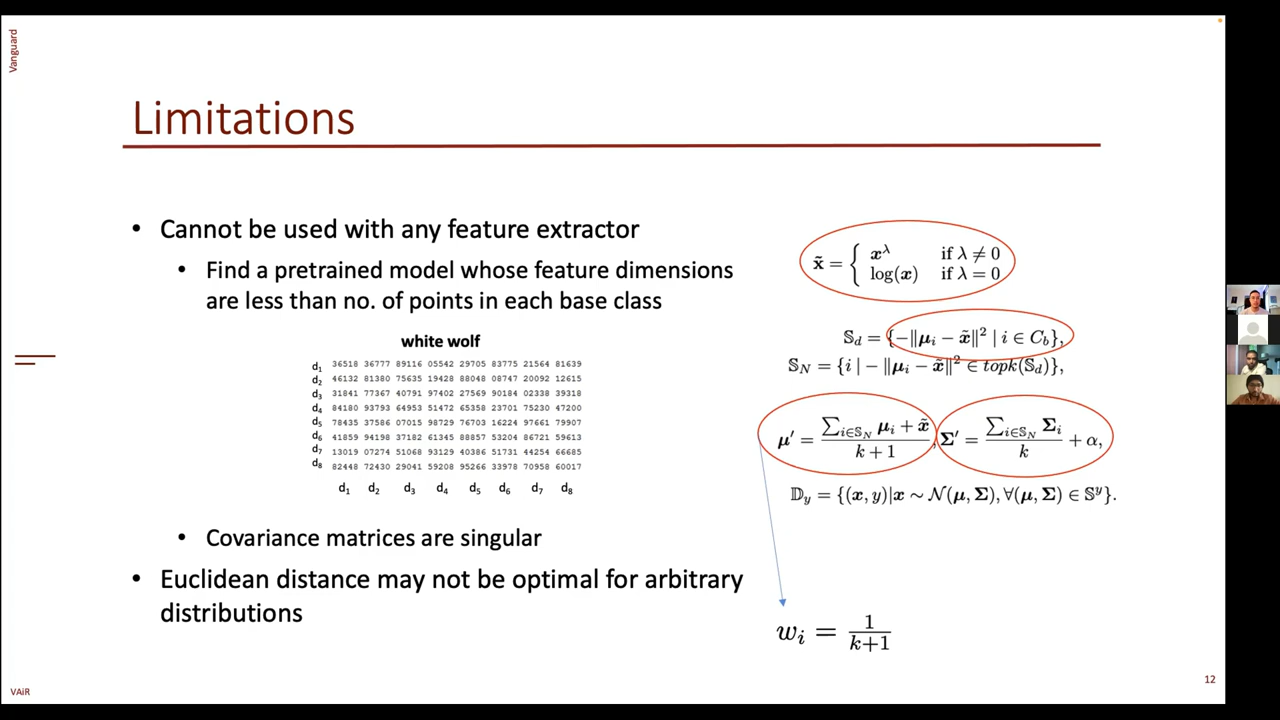 Vanguard
Limitations
• Cannot be used with any feature extractor
• Find a pretrained model whose feature dimensions
are less than no. of points in each base class
white wolf
d₁ 36518 36777 89116 05542 29705 83775 21564 81639
d₂ 46132 81380 75635 19428 88048 08747 20092 12615
d₃ 31841 77367 40791 97402 27569 90184 02338 39318
d₄ 84180 93793 64953 51472 65358 23701 75230 47200
d₅ 78435 37586 07015 98729 76703 16224 97661 79907
d₆ 41859 94198 37182 61345 88857 53204 86721 59613
d₇ 13019 07274 51068 93129 40386 51731 44254 66685
d₈ 82448 72430 29041 59208 95266 33978 70958 60017
d₁ d₂ d₃ d₄ d₅ d₆ d₇ d₈
• Covariance matrices are singular
• Euclidean distance may not be optimal for arbitrary
distributions
x̃ = { x^λ if λ ≠ 0
log(x) if λ = 0
𝕊_d = {−‖μ_i − x̃‖² | i ∈ C_b},
𝕊_N = {i | − ‖μ_i − x̃‖² ∈ topk(𝕊_d)},
μ′ = (∑_{i∈𝕊_N} μ_i + x̃) / (k + 1), Σ′ = (∑_{i∈𝕊_N} Σ_i) / k + α,
𝔻_y = {(x, y)|x ∼ 𝒩(μ, Σ), ∀(μ, Σ) ∈ 𝕊^y}.
w_i = 1/(k+1)
VAiR
12